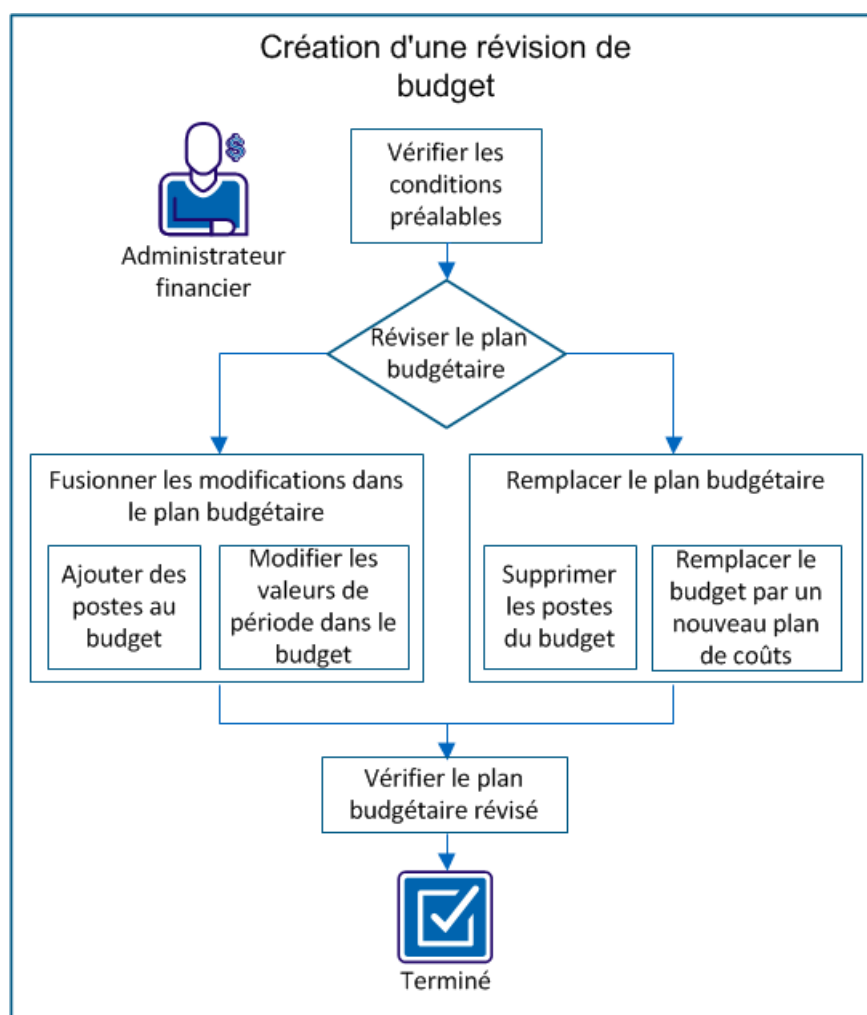 Création d'une révision de
budget
Vérifier les
conditions
préalables
Administrateur
financier
Réviser le plan
budgétaire
Fusionner les modifications dans
le plan budgétaire
Ajouter des
postes au
budget
Modifier les
valeurs de
période dans le
budget
Remplacer le plan budgétaire
Supprimer
les postes
du budget
Remplacer le
budget par un
nouveau plan
de coûts
Vérifier le plan
budgétaire révisé
Terminé